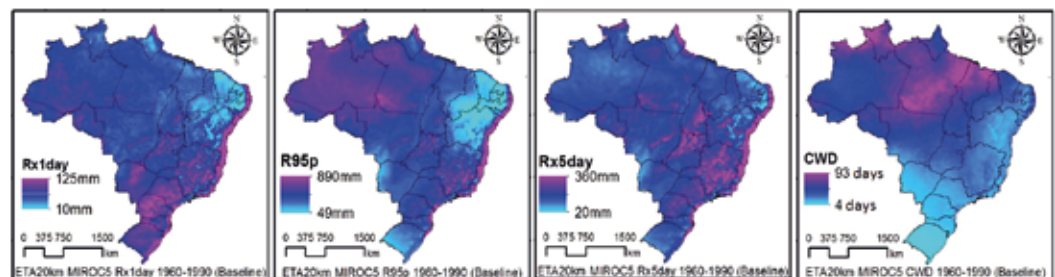 N
W E
S
Rx1day
125mm
10mm
0 375 750 1500
km
ETA20km MIROC5 Rx1day 1960-1990 (Baseline)
N
W E
S
R95p
890mm
49mm
0 375 750 1500
km
ETA20km MIROC5 R95p 1960-1990 (Baseline)
N
W E
S
Rx5day
360mm
20mm
0 375 750 1500
km
ETA20km MIROC5 Rx5day 1960-1990 (Baseline)
N
W E
S
CWD
93 days
4 days
0 375 750 1500
km
ETA20km MIROC5 CWD 1960-1990 (Baseline)